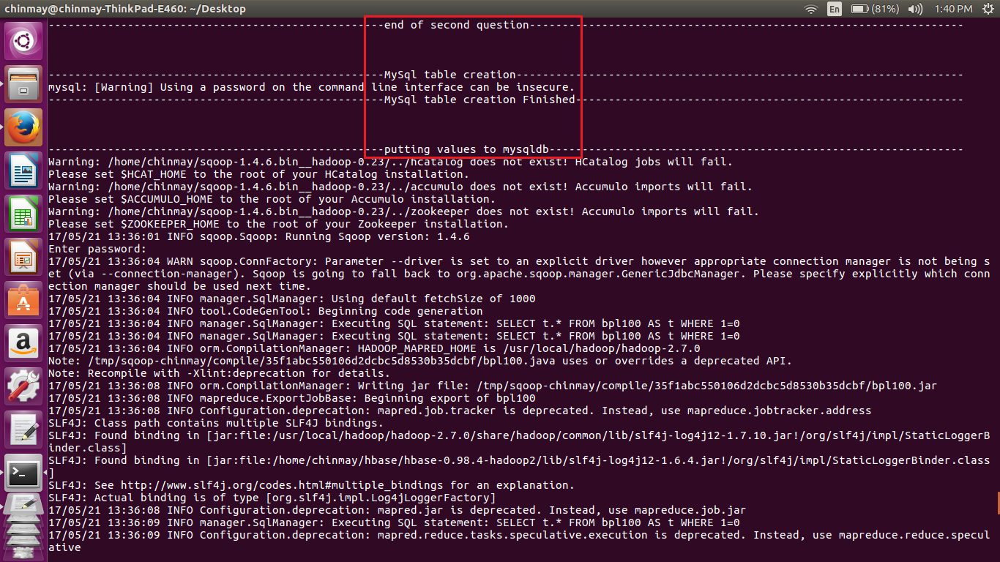 chinmay@chinmay-ThinkPad-E460: ~/Desktop
En (81%) 1:40 PM
---------------------------------------------------end of second question------------------------------------------------------------------
---------------------------------------------------MySql table creation--------------------------------------------------------------------
mysql: [Warning] Using a password on the command line interface can be insecure.
---------------------------------------------------MySql table creation Finished-----------------------------------------------------------
---------------------------------------------------putting values to mysqldb---------------------------------------------------------------
Warning: /home/chinmay/sqoop-1.4.6.bin__hadoop-0.23/../hcatalog does not exist! HCatalog jobs will fail.
Please set $HCAT_HOME to the root of your HCatalog installation.
Warning: /home/chinmay/sqoop-1.4.6.bin__hadoop-0.23/../accumulo does not exist! Accumulo imports will fail.
Please set $ACCUMULO_HOME to the root of your Accumulo installation.
Warning: /home/chinmay/sqoop-1.4.6.bin__hadoop-0.23/../zookeeper does not exist! Accumulo imports will fail.
Please set $ZOOKEEPER_HOME to the root of your Zookeeper installation.
17/05/21 13:36:01 INFO sqoop.Sqoop: Running Sqoop version: 1.4.6
Enter password:
17/05/21 13:36:04 WARN sqoop.ConnFactory: Parameter --driver is set to an explicit driver however appropriate connection manager is not being s
et (via --connection-manager). Sqoop is going to fall back to org.apache.sqoop.manager.GenericJdbcManager. Please specify explicitly which conn
ection manager should be used next time.
17/05/21 13:36:04 INFO manager.SqlManager: Using default fetchSize of 1000
17/05/21 13:36:04 INFO tool.CodeGenTool: Beginning code generation
17/05/21 13:36:04 INFO manager.SqlManager: Executing SQL statement: SELECT t.* FROM bpl100 AS t WHERE 1=0
17/05/21 13:36:04 INFO manager.SqlManager: Executing SQL statement: SELECT t.* FROM bpl100 AS t WHERE 1=0
17/05/21 13:36:04 INFO orm.CompilationManager: HADOOP_MAPRED_HOME is /usr/local/hadoop/hadoop-2.7.0
Note: /tmp/sqoop-chinmay/compile/35f1abc550106d2dcbc5d8530b35dcbf/bpl100.java uses or overrides a deprecated API.
Note: Recompile with -Xlint:deprecation for details.
17/05/21 13:36:08 INFO orm.CompilationManager: Writing jar file: /tmp/sqoop-chinmay/compile/35f1abc550106d2dcbc5d8530b35dcbf/bpl100.jar
17/05/21 13:36:08 INFO mapreduce.ExportJobBase: Beginning export of bpl100
17/05/21 13:36:08 INFO Configuration.deprecation: mapred.job.tracker is deprecated. Instead, use mapreduce.jobtracker.address
SLF4J: Class path contains multiple SLF4J bindings.
SLF4J: Found binding in [jar:file:/usr/local/hadoop/hadoop-2.7.0/share/hadoop/common/lib/slf4j-log4j12-1.7.10.jar!/org/slf4j/impl/StaticLoggerB
inder.class]
SLF4J: Found binding in [jar:file:/home/chinmay/hbase/hbase-0.98.4-hadoop2/lib/slf4j-log4j12-1.6.4.jar!/org/slf4j/impl/StaticLoggerBinder.class
]
SLF4J: See http://www.slf4j.org/codes.html#multiple_bindings for an explanation.
SLF4J: Actual binding is of type [org.slf4j.impl.Log4jLoggerFactory]
17/05/21 13:36:08 INFO Configuration.deprecation: mapred.jar is deprecated. Instead, use mapreduce.job.jar
17/05/21 13:36:09 INFO manager.SqlManager: Executing SQL statement: SELECT t.* FROM bpl100 AS t WHERE 1=0
17/05/21 13:36:09 INFO Configuration.deprecation: mapred.reduce.tasks.speculative.execution is deprecated. Instead, use mapreduce.reduce.specul
ative